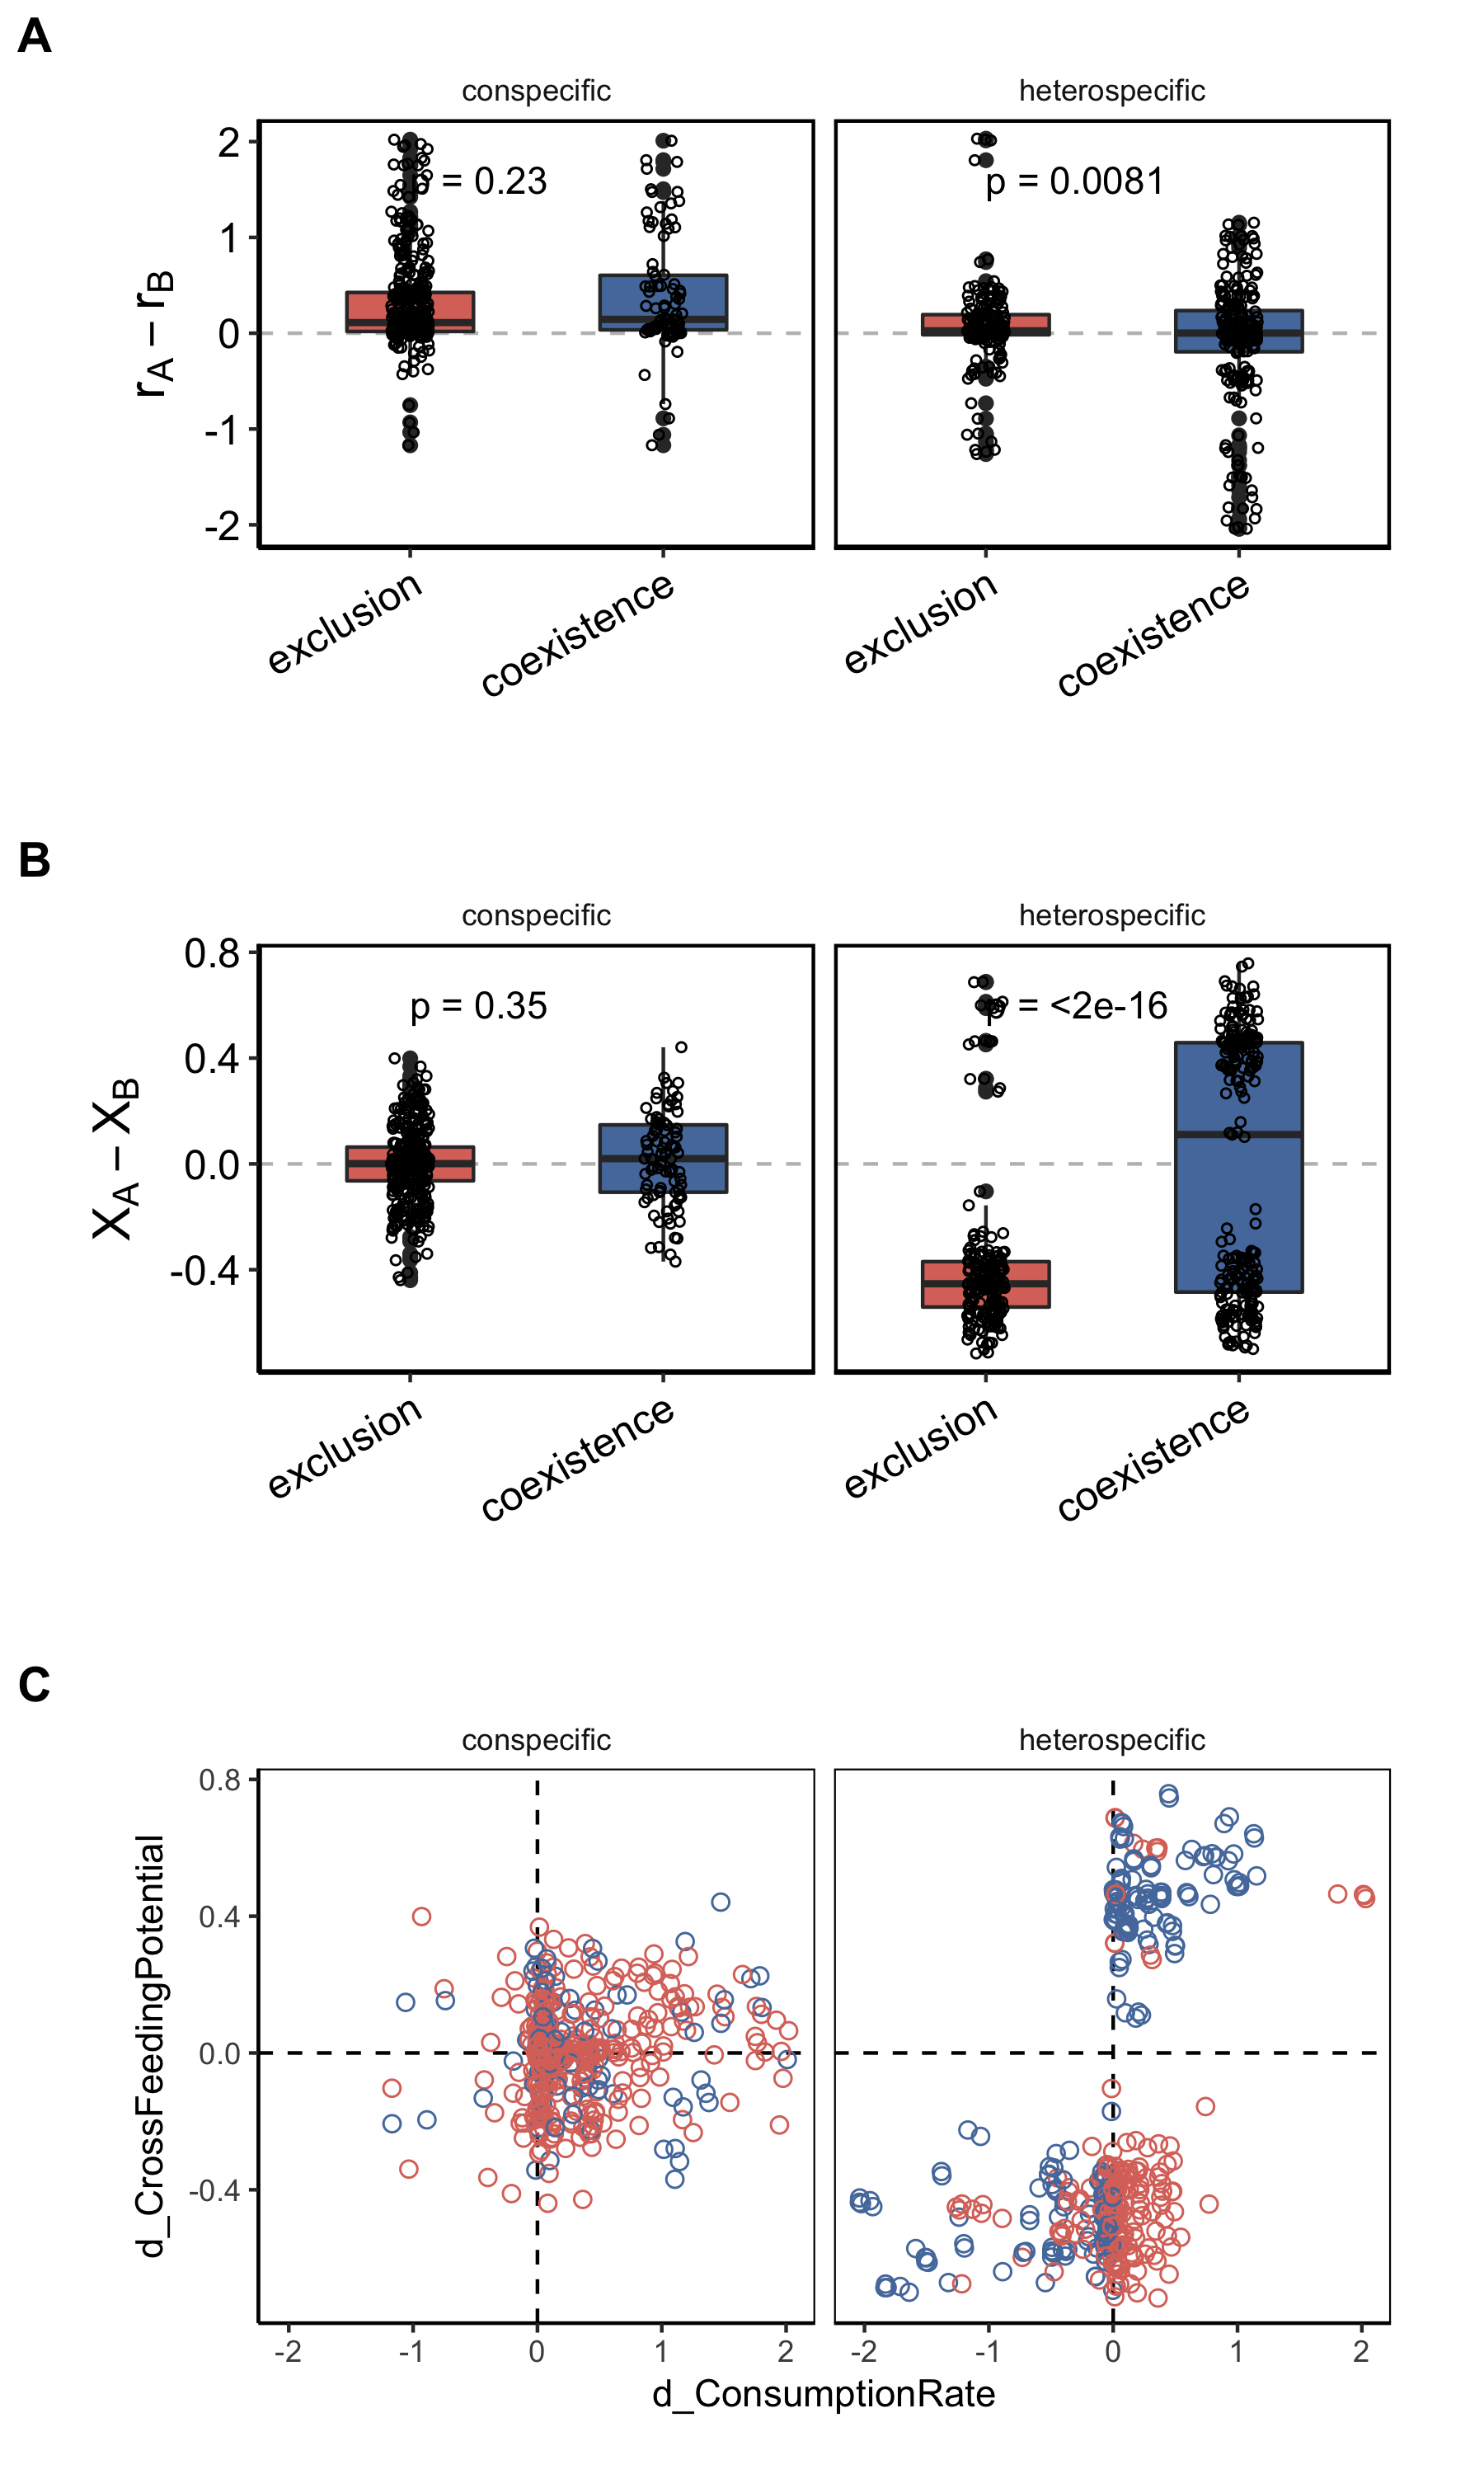 A
conspecific heterospecific
2
1
0
-1
-2
rA – rB
p = 0.23
p = 0.0081
exclusion coexistence exclusion coexistence
B
conspecific heterospecific
0.8
0.4
0.0
-0.4
XA – XB
p = 0.35
= <2e-16
exclusion coexistence exclusion coexistence
C
conspecific heterospecific
0.8
0.4
0.0
-0.4
d_CrossFeedingPotential
-2 -1 0 1 2 -2 -1 0 1 2
d_ConsumptionRate